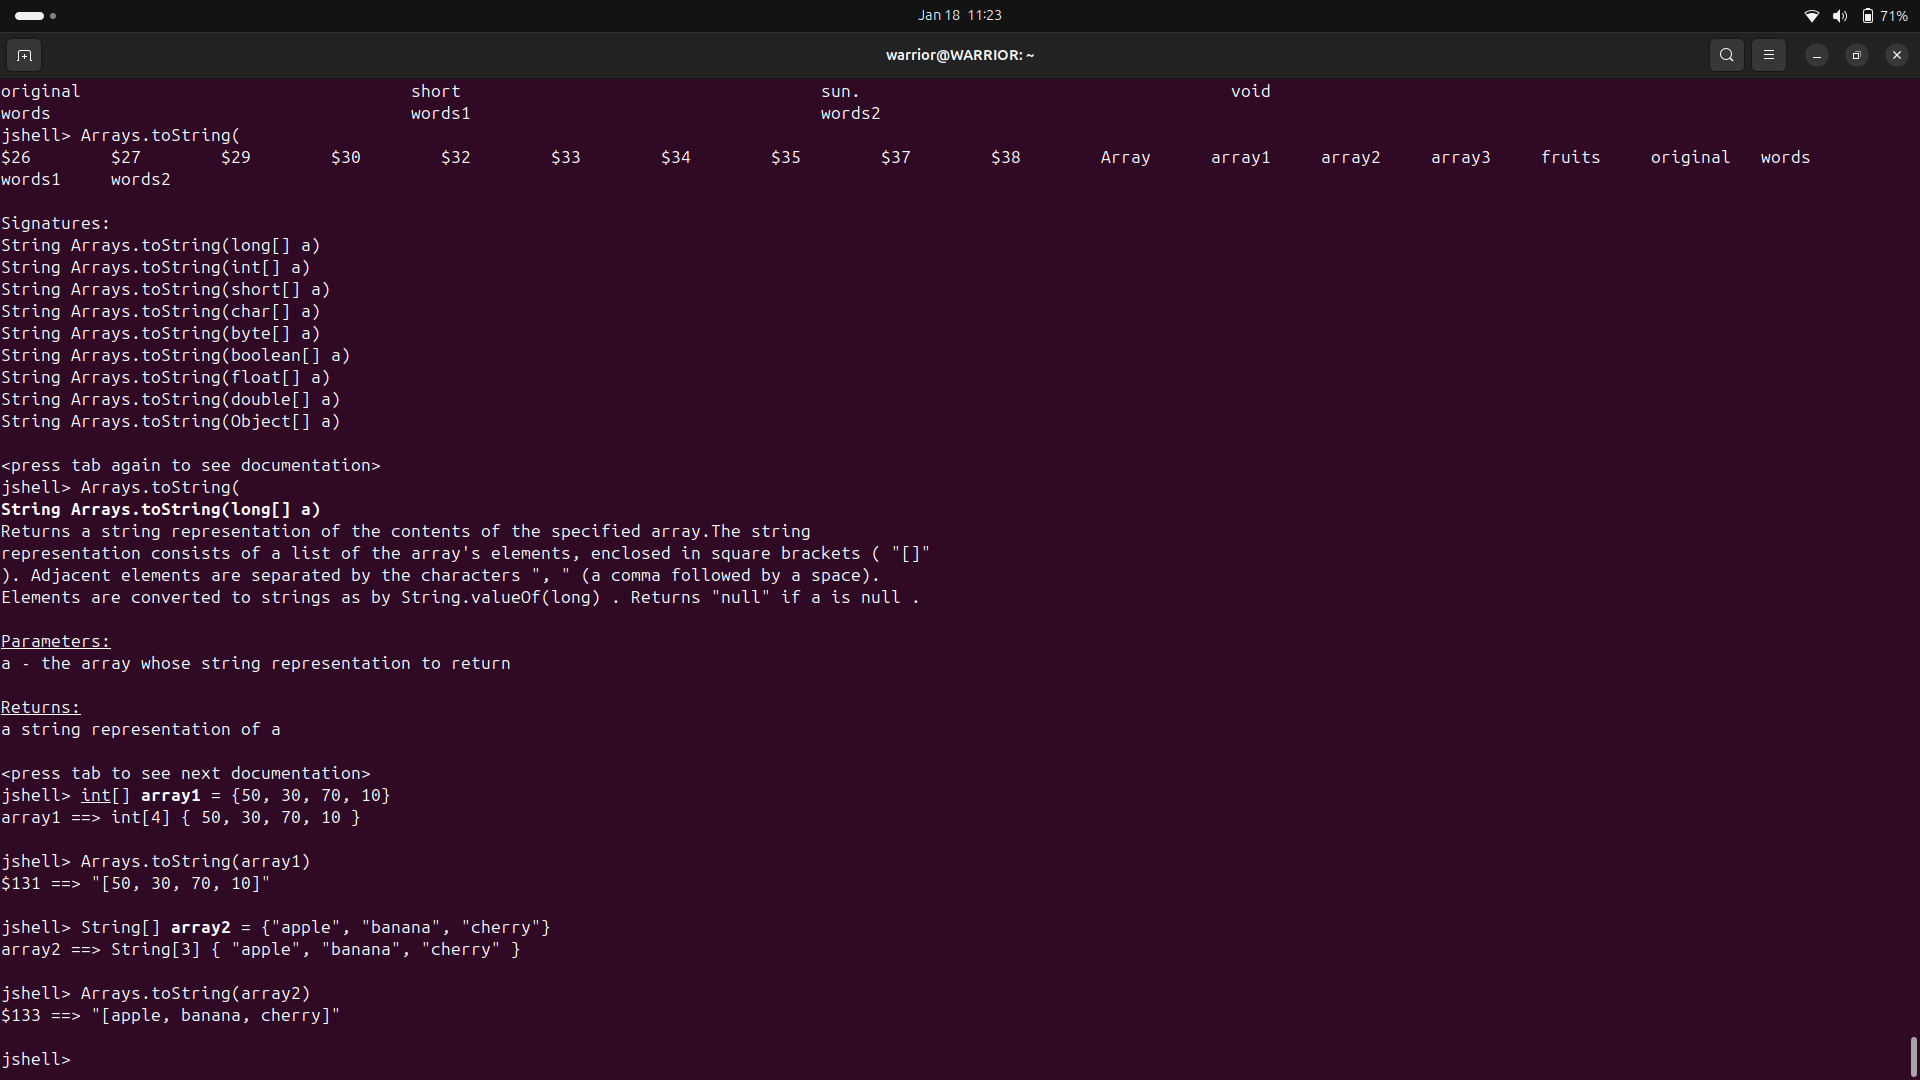 Jan 18  11:23
71%
warrior@WARRIOR: ~
original short sun. void
words words1 words2
jshell> Arrays.toString(
$26 $27 $29 $30 $32 $33 $34 $35 $37 $38 Array array1 array2 array3 fruits original words
words1 words2
Signatures:
String Arrays.toString(long[] a)
String Arrays.toString(int[] a)
String Arrays.toString(short[] a)
String Arrays.toString(char[] a)
String Arrays.toString(byte[] a)
String Arrays.toString(boolean[] a)
String Arrays.toString(float[] a)
String Arrays.toString(double[] a)
String Arrays.toString(Object[] a)
<press tab again to see documentation>
jshell> Arrays.toString(
String Arrays.toString(long[] a)
Returns a string representation of the contents of the specified array.The string
representation consists of a list of the array's elements, enclosed in square brackets ( "[]"
). Adjacent elements are separated by the characters ", " (a comma followed by a space).
Elements are converted to strings as by String.valueOf(long) . Returns "null" if a is null .
Parameters:
a - the array whose string representation to return
Returns:
a string representation of a
<press tab to see next documentation>
jshell> int[] array1 = {50, 30, 70, 10}
array1 ==> int[4] { 50, 30, 70, 10 }
jshell> Arrays.toString(array1)
$131 ==> "[50, 30, 70, 10]"
jshell> String[] array2 = {"apple", "banana", "cherry"}
array2 ==> String[3] { "apple", "banana", "cherry" }
jshell> Arrays.toString(array2)
$133 ==> "[apple, banana, cherry]"
jshell>